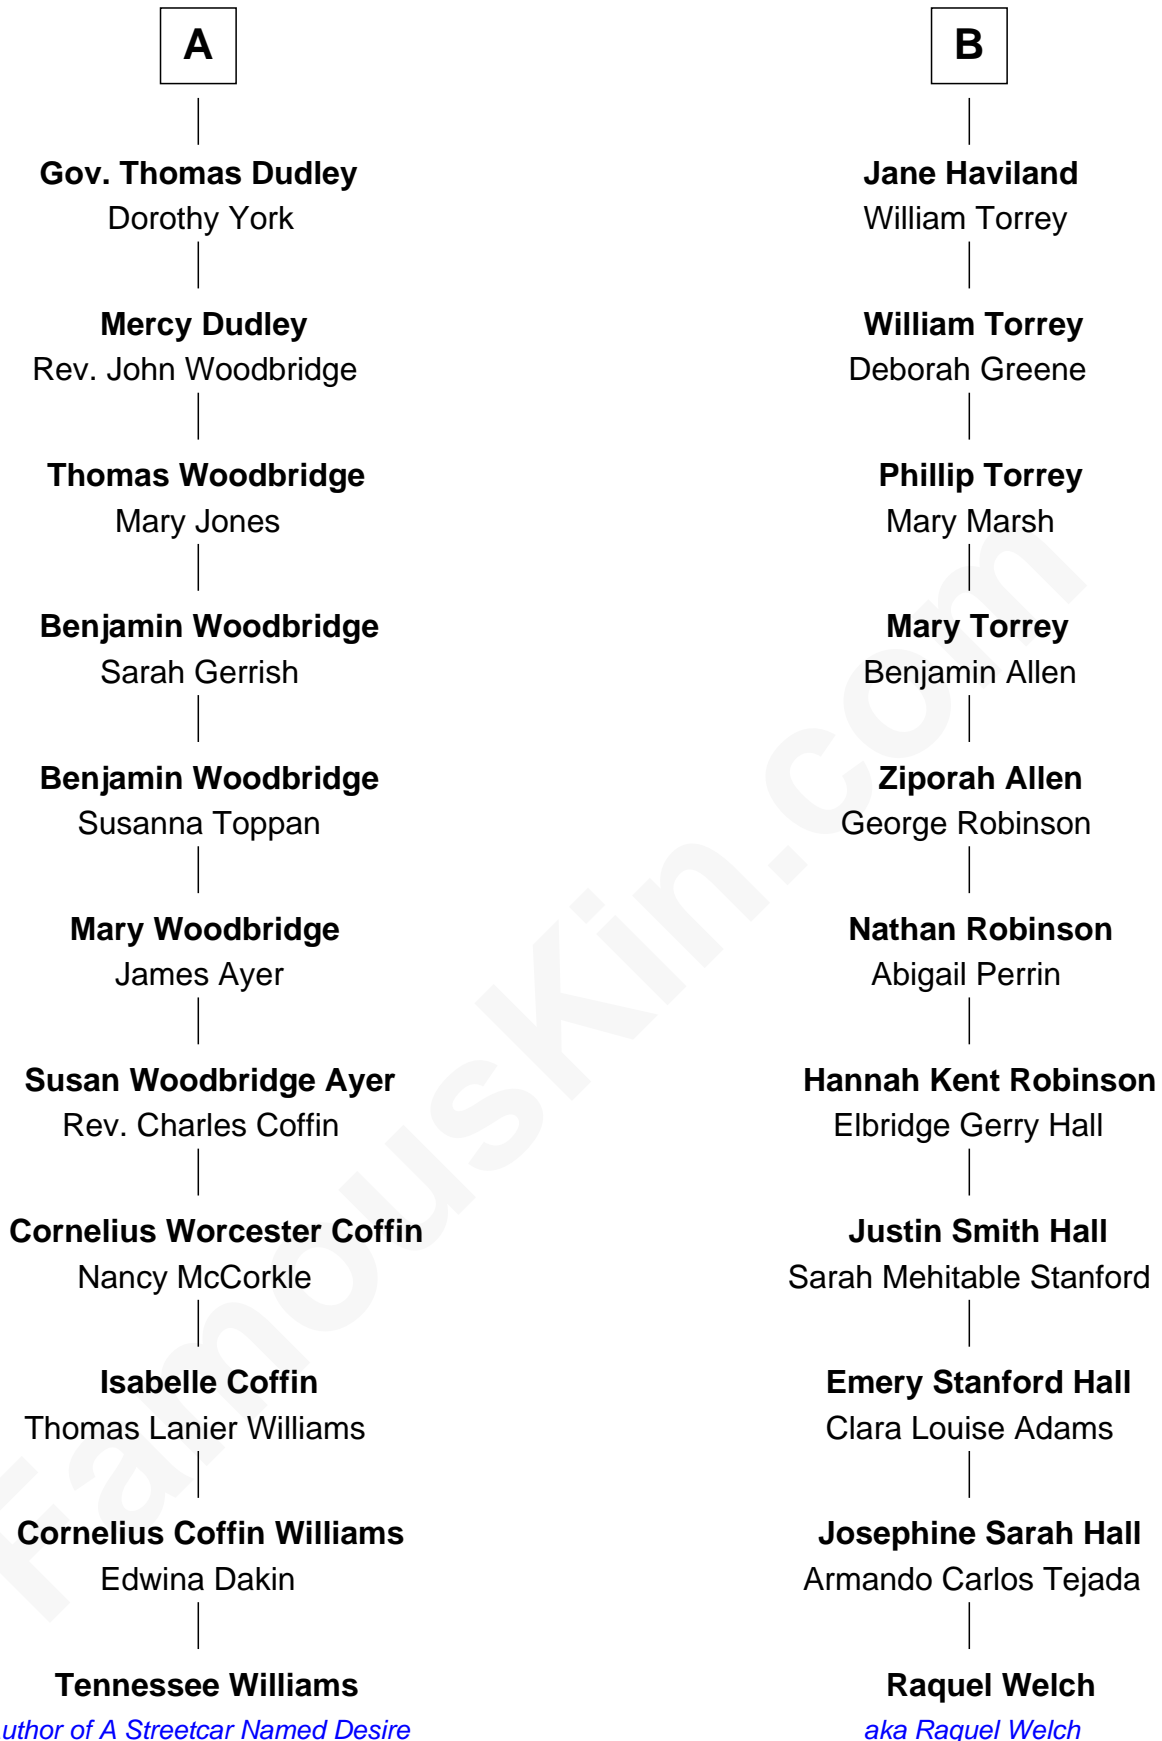 A
Gov. Thomas Dudley
Dorothy York
Mercy Dudley
Rev. John Woodbridge
Thomas Woodbridge
Mary Jones
Benjamin Woodbridge
Sarah Gerrish
Benjamin Woodbridge
Susanna Toppan
Mary Woodbridge
James Ayer
Susan Woodbridge Ayer
Rev. Charles Coffin
Cornelius Worcester Coffin
Nancy McCorkle
Isabelle Coffin
Thomas Lanier Williams
Cornelius Coffin Williams
Edwina Dakin
Tennessee Williams
uthor of A Streetcar Named Desire
B
Jane Haviland
William Torrey
William Torrey
Deborah Greene
Phillip Torrey
Mary Marsh
Mary Torrey
Benjamin Allen
Ziporah Allen
George Robinson
Nathan Robinson
Abigail Perrin
Hannah Kent Robinson
Elbridge Gerry Hall
Justin Smith Hall
Sarah Mehitable Stanford
Emery Stanford Hall
Clara Louise Adams
Josephine Sarah Hall
Armando Carlos Tejada
Raquel Welch
aka Raquel Welch
FamousKin.com